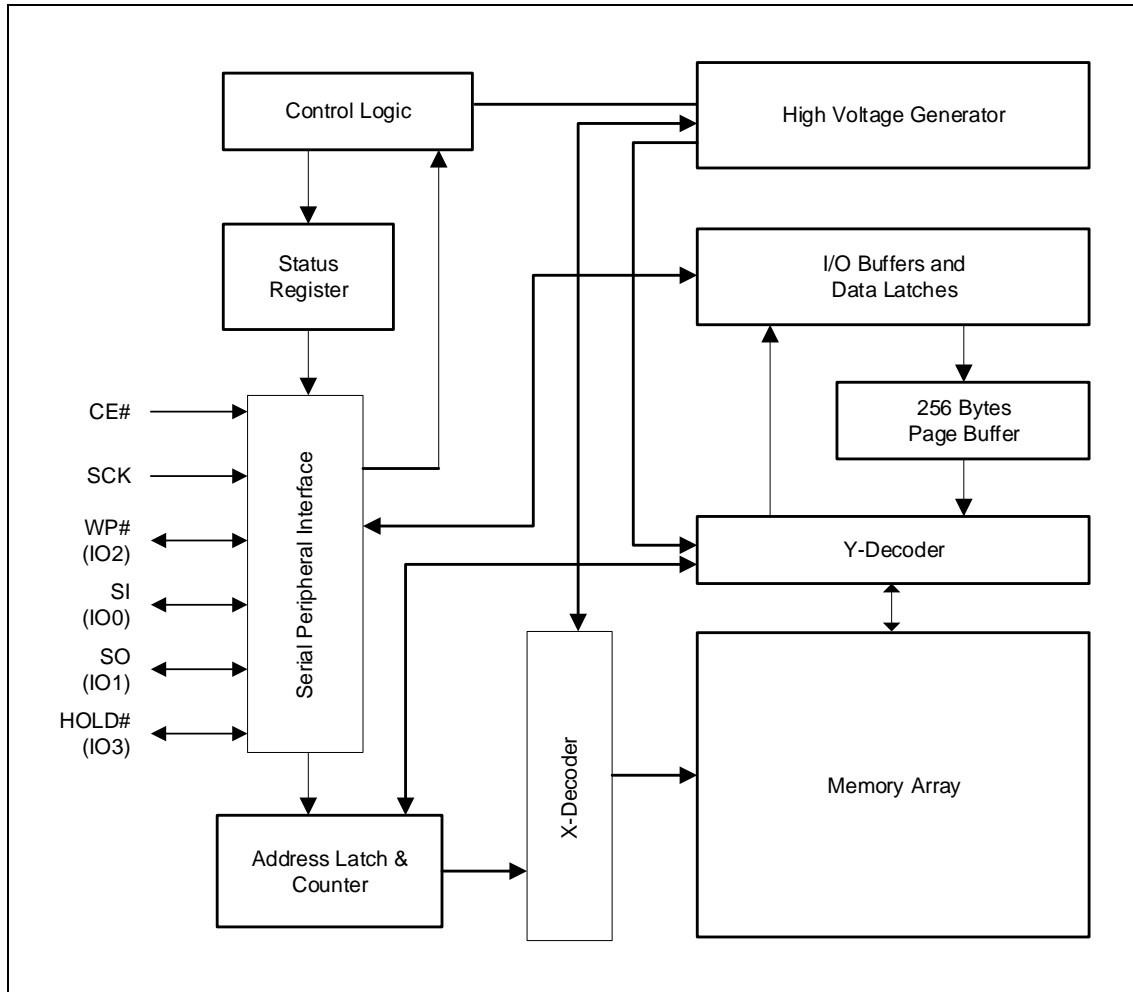 Control Logic
High Voltage Generator
Status
Register
I/O Buffers and
Data Latches
256 Bytes
Page Buffer
CE#
SCK
WP#
(IO2)
SI
(IO0)
SO
(IO1)
HOLD#
(IO3)
Serial Peripheral Interface
Y-Decoder
X-Decoder
Memory Array
Address Latch &
Counter